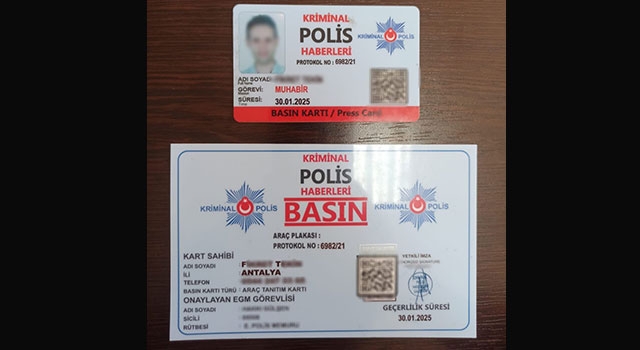 KRİMİNAL
POLİS
HABERLERİ
PROTOKOL NO : 6982/21
KRİMİNAL POLİS
ADI SOYADI
GÖREVİ: MUHABİR
SÜRESİ: 30.01.2025
BASIN KARTI / Press Card
KRİMİNAL
POLİS
HABERLERİ
KRİMİNAL POLİS
KRİMİNAL POLİS
BASIN
ARAÇ PLAKASI :
PROTOKOL NO : 6982/21
KART SAHİBİ
YETKİLİ İMZA
ADI SOYADI
İLİ ANTALYA
TELEFON
BASIN KARTI TÜRÜ : ARAÇ TANITIM KARTI
ONAYLAYAN EGM GÖREVLİSİ
GEÇERLİLİK SÜRESİ
ADI SOYADI
30.01.2025
SİCİLİ
RÜTBESİ : E. POLİS MEMURU